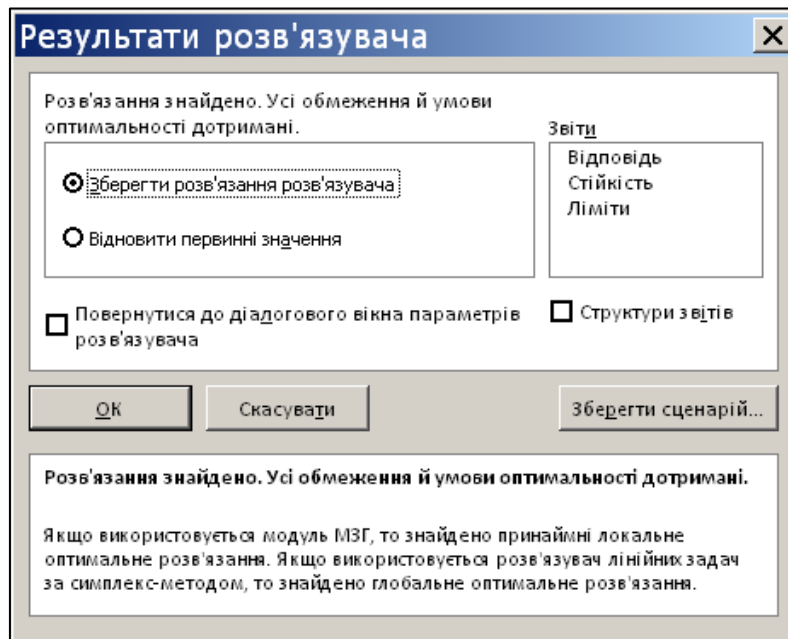 Результати розв'язувача
Розв'язання знайдено. Усі обмеження й умови
оптимальності дотримані.
Звіти
Зберегти розв'язання розв'язувача
Відновити первинні значення
Відповідь
Стійкість
Ліміти
Повернутися до діалогового вікна параметрів
розв'язувача
Структури звітів
ОК
Скасувати
Зберегти сценарій...
Розв'язання знайдено. Усі обмеження й умови оптимальності дотримані.
Якщо використовується модуль МЗГ, то знайдено принаймні локальне
оптимальне розв'язання. Якщо використовується розв'язувач лінійних задач
за симплекс-методом, то знайдено глобальне оптимальне розв'язання.